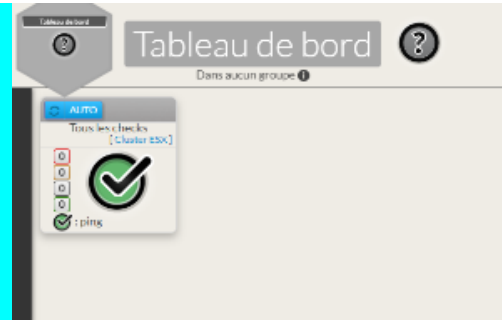 Tableau de bord
Tableau de bord
Dans aucun groupe
AUTO
Tous les checks
[Cluster ESX]
0
0
0
0
: ping